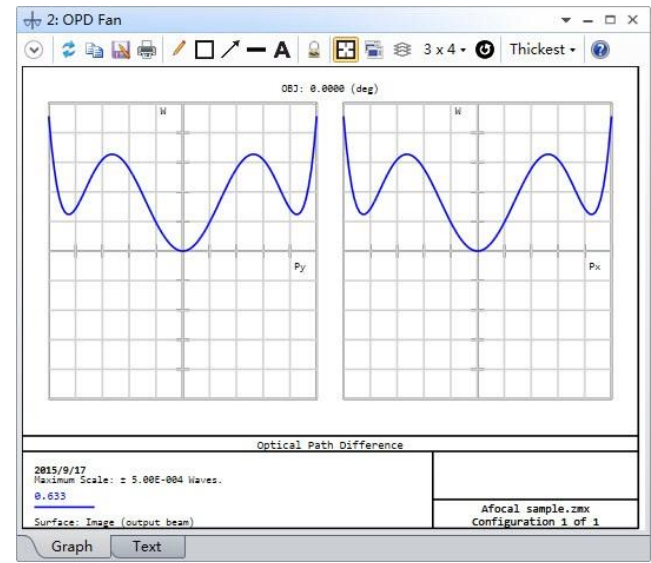 2: OPD Fan
A
3 x 4
Thickest
OBJ: 0.0000 (deg)
W
W
Py
Px
Optical Path Difference
2015/9/17
Maximum Scale: ± 5.00E-004 Waves.
0.633
Surface: Image (output beam)
Afocal sample.zmx
Configuration 1 of 1
Graph
Text